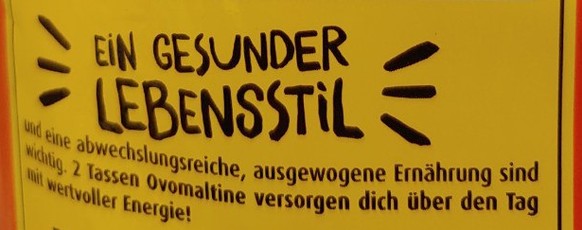 EiN GESUNDER
LEBENSSTiL
und eine abwechslungsreiche, ausgewogene Ernährung sind
wichtig. 2 Tassen Ovomaltine versorgen dich über den Tag
mit wertvoller Energie!